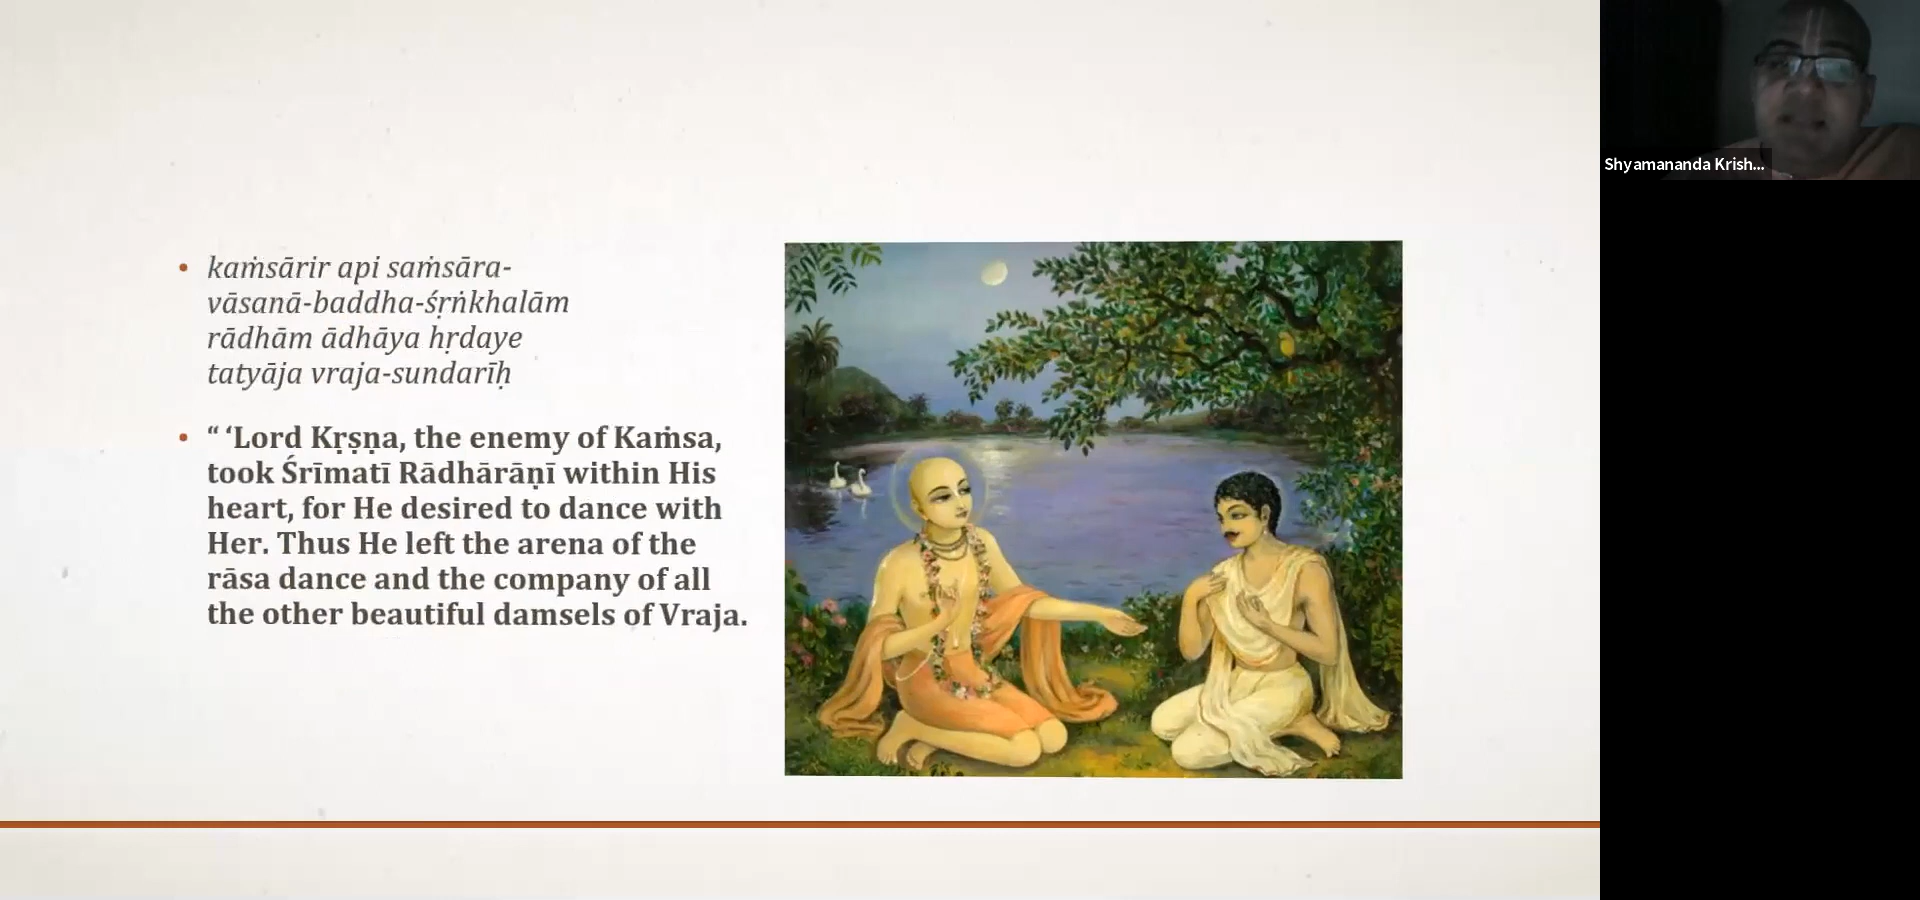 kaṁsārir api saṁsāra-
vāsanā-baddha-śṛṅkhalām
rādhām ādhāya hṛdaye
tatyāja vraja-sundarīḥ
“ ‘Lord Kṛṣṇa, the enemy of Kaṁsa,
took Śrīmatī Rādhārāṇī within His
heart, for He desired to dance with
Her. Thus He left the arena of the
rāsa dance and the company of all
the other beautiful damsels of Vraja.
Shyamananda Krish...